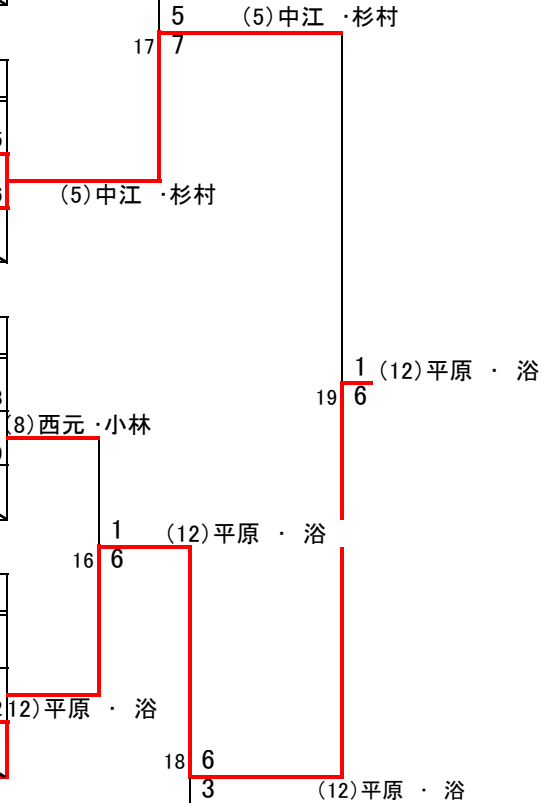 5 (5)中江 ・杉村
17 7
(5)中江 ・杉村
1 (12)平原 ・ 浴
19 6
(8)西元 ・小林
1 (12)平原 ・ 浴
16 6
12)平原 ・ 浴
18 6
3 (12)平原 ・ 浴